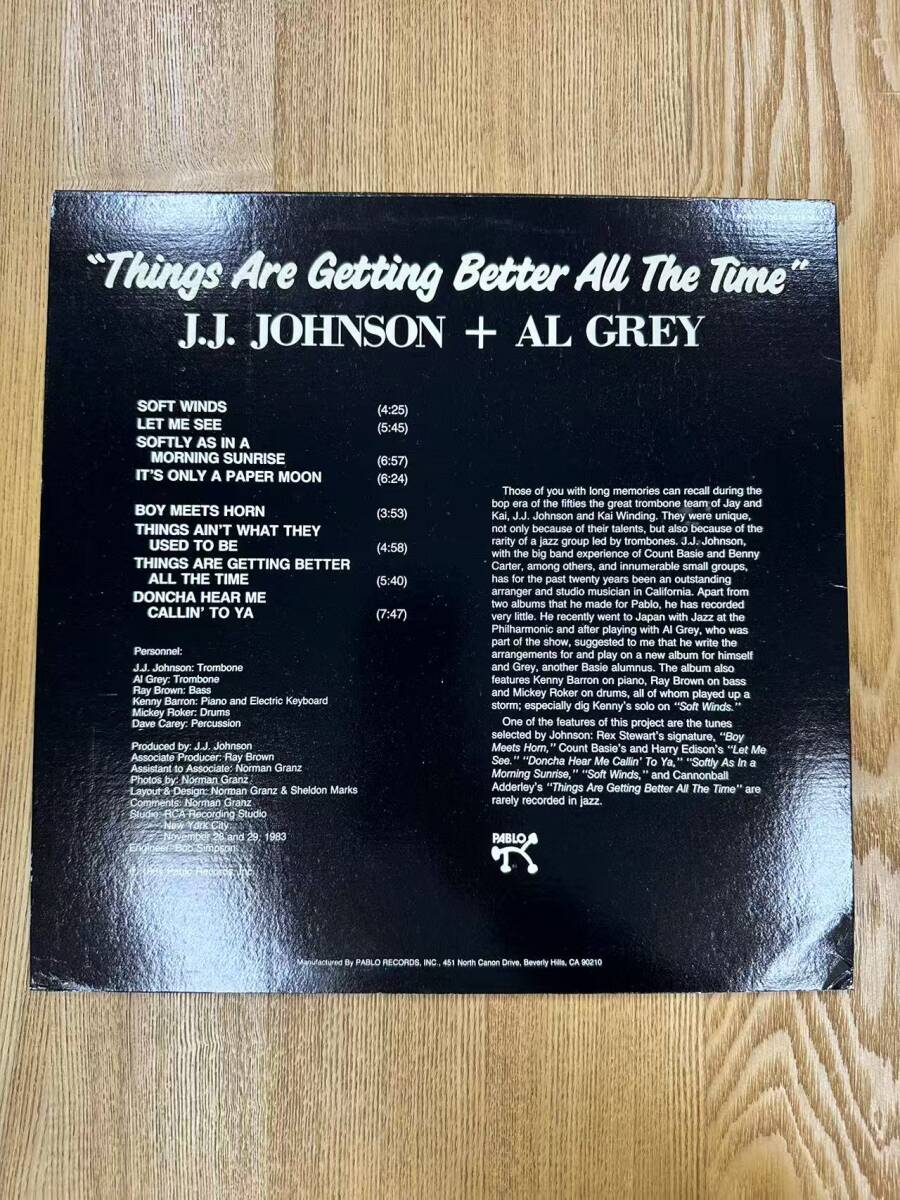 "Things Are Getting Better All The Time"
J.J. JOHNSON + AL GREY
SOFT WINDS (4:25)
LET ME SEE (5:45)
SOFTLY AS IN A
MORNING SUNRISE (6:57)
IT'S ONLY A PAPER MOON (6:24)
BOY MEETS HORN (3:53)
THINGS AIN'T WHAT THEY
USED TO BE (4:58)
THINGS ARE GETTING BETTER
ALL THE TIME (5:40)
DONCHA HEAR ME
CALLIN' TO YA (7:47)
Personnel:
J.J. Johnson: Trombone
Al Grey: Trombone
Ray Brown: Bass
Kenny Barron: Piano and Electric Keyboard
Mickey Roker: Drums
Dave Carey: Percussion
Produced by: J.J. Johnson
Associate Producer: Ray Brown
Assistant to Associate: Norman Granz
Photos by: Norman Granz
Layout & Design: Norman Granz & Sheldon Marks
Comments: Norman Granz
Studio: RCA Recording Studio
New York City
November 28 and 29, 1983
Engineer: Bob Simpson
Pablo Records, Inc.
Those of you with long memories can recall during the
bop era of the fifties the great trombone team of Jay and
Kai, J.J. Johnson and Kai Winding. They were unique,
not only because of their talents, but also because of the
rarity of a jazz group led by trombones. J.J. Johnson,
with the big band experience of Count Basie and Benny
Carter, among others, and innumerable small groups,
has for the past twenty years been an outstanding
arranger and studio musician in California. Apart from
two albums that he made for Pablo, he has recorded
very little. He recently went to Japan with Jazz at the
Philharmonic and after playing with Al Grey, who was
part of the show, suggested to me that he write the
arrangements for and play on a new album for himself
and Grey, another Basie alumnus. The album also
features Kenny Barron on piano, Ray Brown on bass
and Mickey Roker on drums, all of whom played up a
storm; especially dig Kenny's solo on "Soft Winds."
One of the features of this project are the tunes
selected by Johnson: Rex Stewart's signature, "Boy
Meets Horn," Count Basie's and Harry Edison's "Let Me
See," "Doncha Hear Me Callin' To Ya," "Softly As In a
Morning Sunrise," "Soft Winds," and Cannonball
Adderley's "Things Are Getting Better All The Time" are
rarely recorded in jazz.
PABLO
Manufactured By PABLO RECORDS, INC., 451 North Canon Drive, Beverly Hills, CA 90210